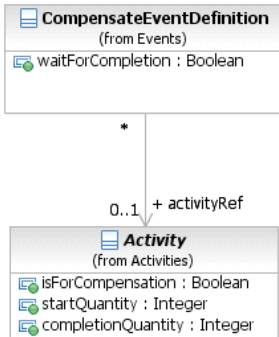 CompensateEventDefinition
(from Events)
waitForCompletion : Boolean
*
0..1 + activityRef
Activity
(from Activities)
isForCompensation : Boolean
startQuantity : Integer
completionQuantity : Integer